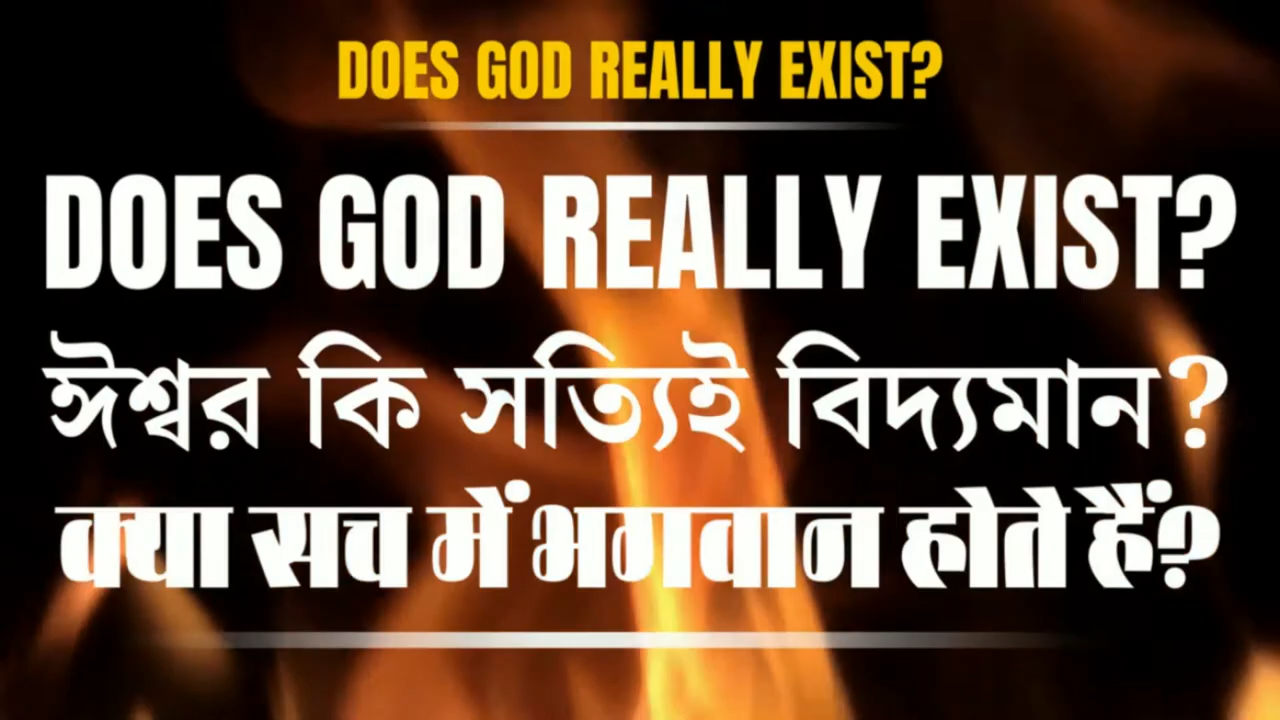 DOES GOD REALLY EXIST?
DOES GOD REALLY EXIST?
ঈশ্বর কি সত্যিই বিদ্যমান?
क्या सच में भगवान होते हैं?